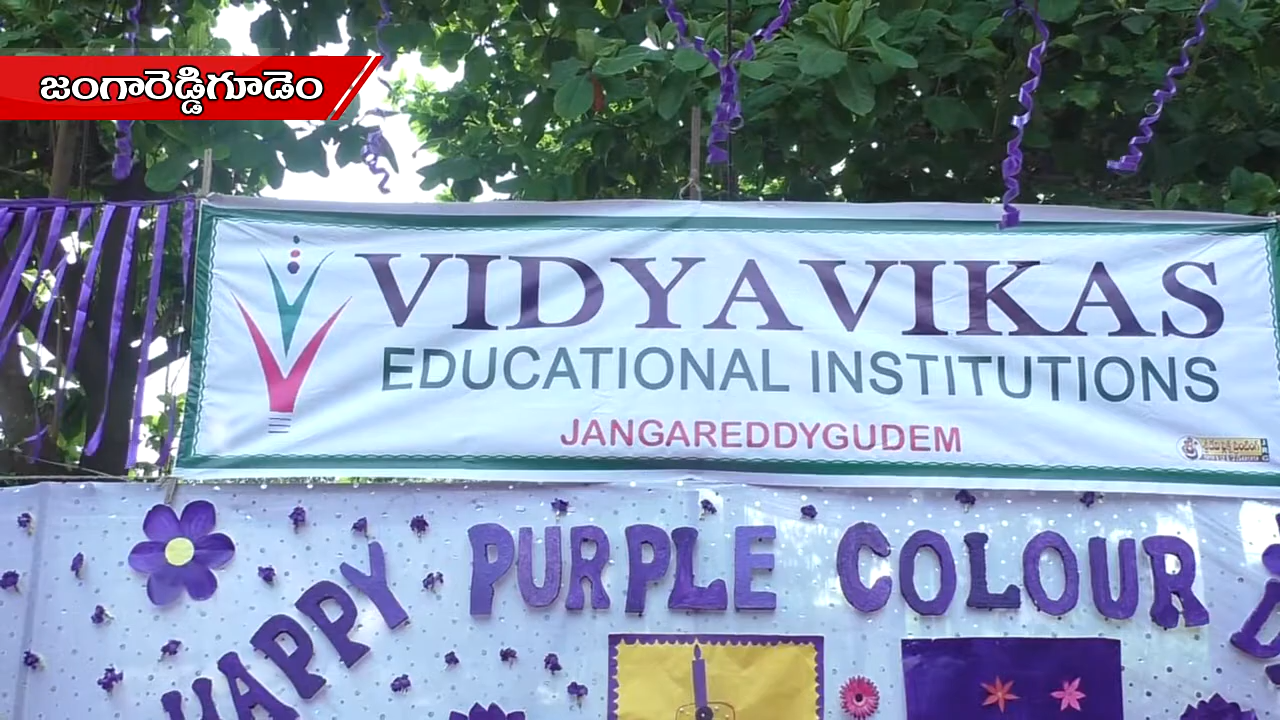 జంగారెడ్డిగూడెం
VIDYAVIKAS
EDUCATIONAL INSTITUTIONS
JANGAREDDYGUDEM
HAPPY PURPLE COLOUR